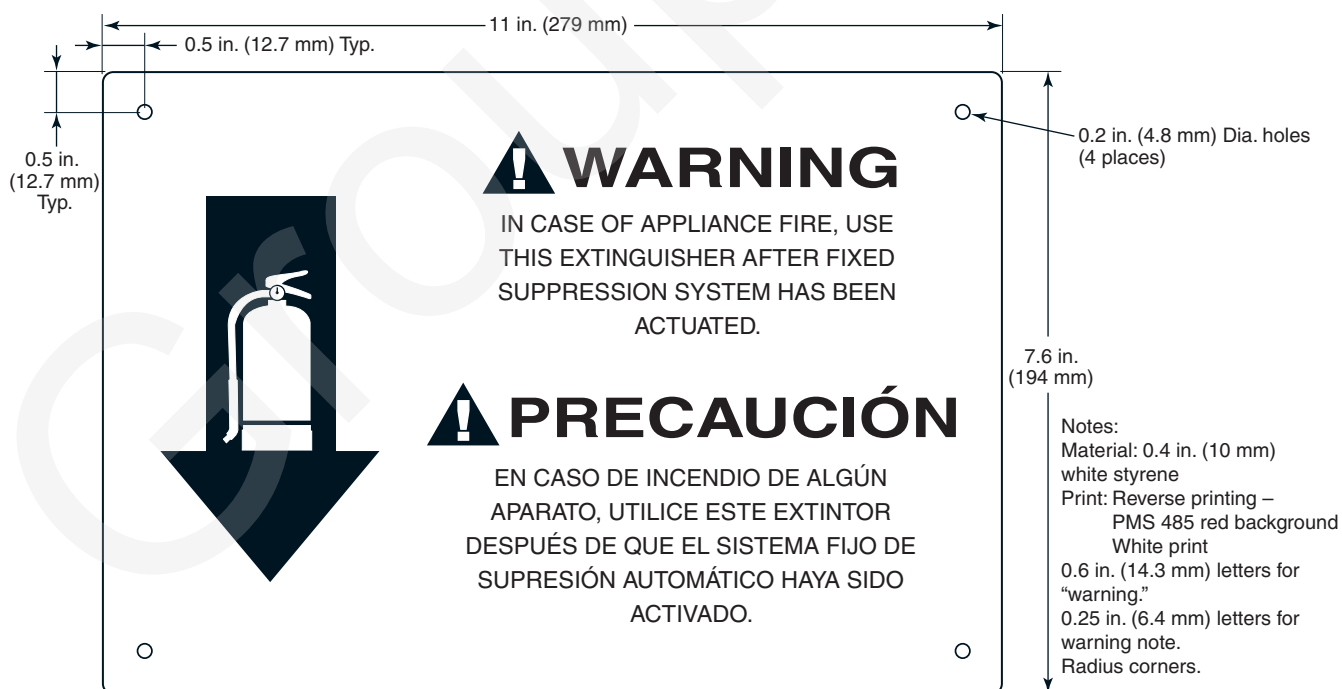 11 in. (279 mm)
0.5 in. (12.7 mm) Typ.
0.5 in.
(12.7 mm)
Typ.
0.2 in. (4.8 mm) Dia. holes
(4 places)
WARNING
IN CASE OF APPLIANCE FIRE, USE
THIS EXTINGUISHER AFTER FIXED
SUPPRESSION SYSTEM HAS BEEN
ACTUATED.
7.6 in.
(194 mm)
PRECAUCIÓN
EN CASO DE INCENDIO DE ALGÚN
APARATO, UTILICE ESTE EXTINTOR
DESPUÉS DE QUE EL SISTEMA FIJO DE
SUPRESIÓN AUTOMÁTICO HAYA SIDO
ACTIVADO.
Notes:
Material: 0.4 in. (10 mm)
white styrene
Print: Reverse printing –
PMS 485 red background
White print
0.6 in. (14.3 mm) letters for
“warning.”
0.25 in. (6.4 mm) letters for
warning note.
Radius corners.
Group